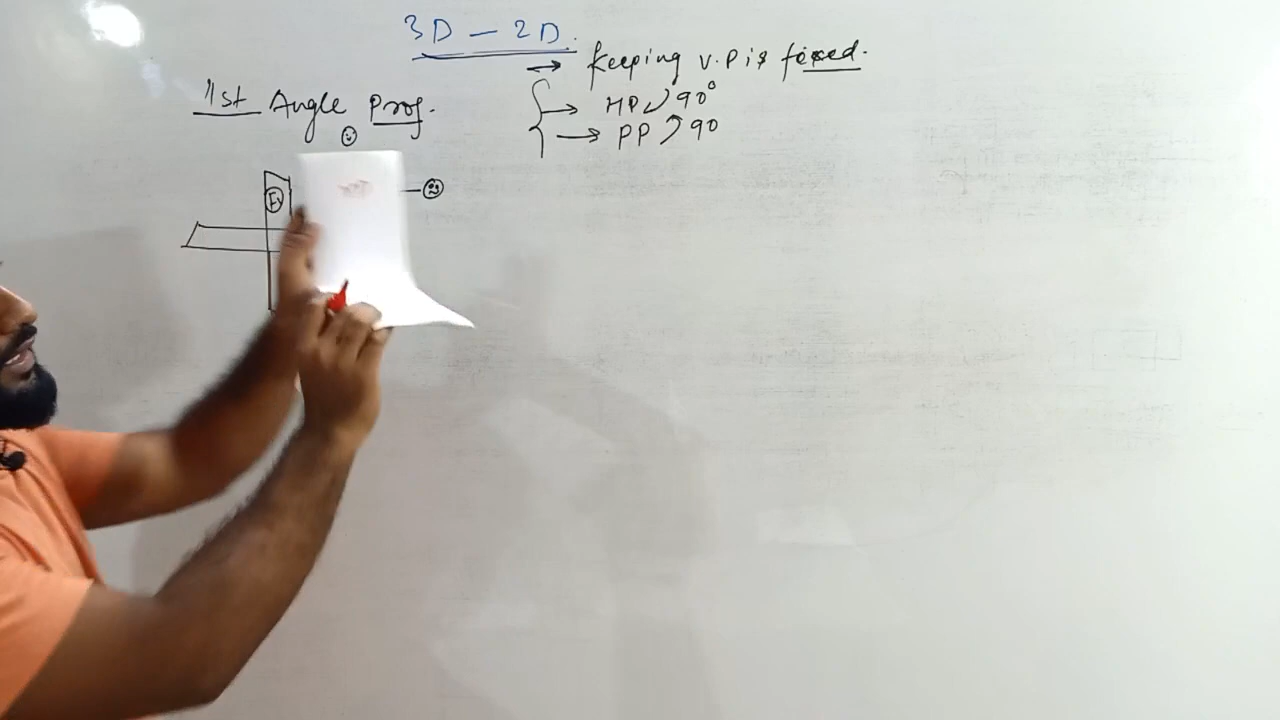 3D - 2D.
→ Keeping V.P is fixed.
1st Angle Proj.
→ HP 90°
→ PP 90
FV